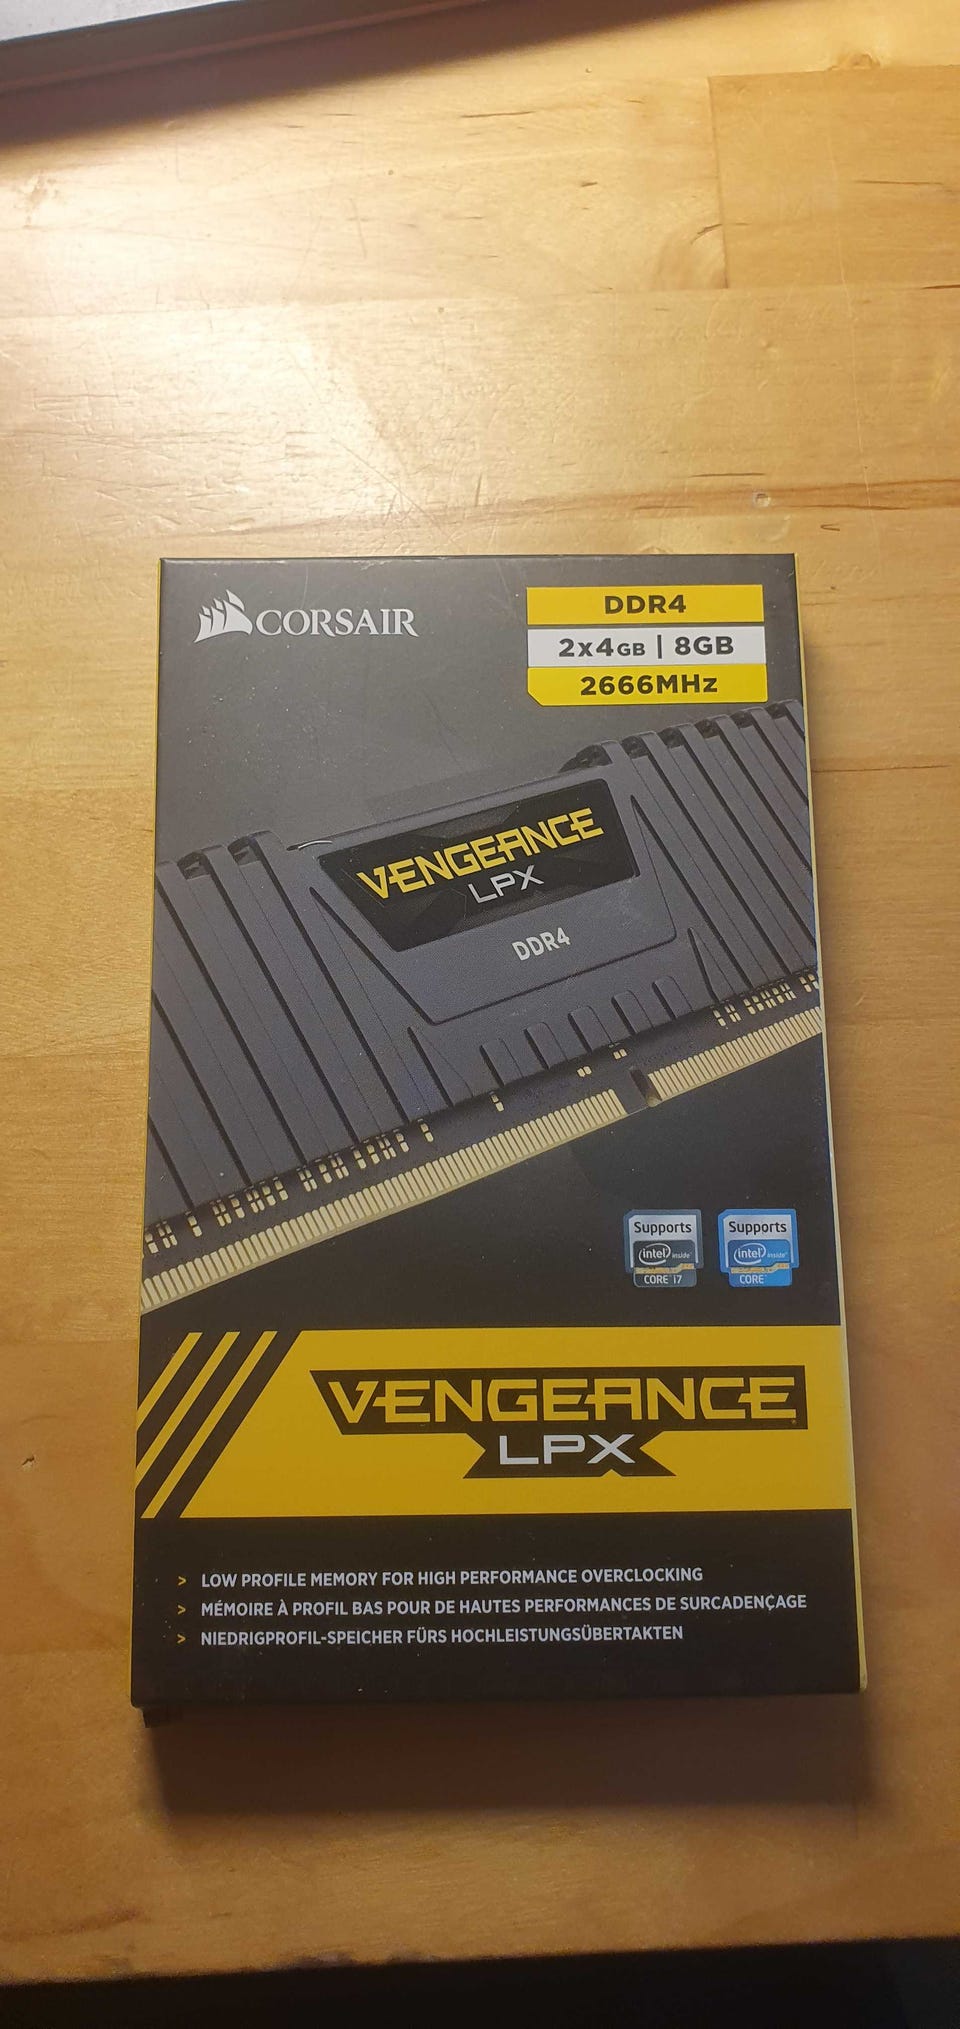 CORSAIR
DDR4
2x4GB | 8GB
2666MHz
VENGEANCE
LPX
DDR4
Supports
intel inside
CORE i7
Supports
intel inside
CORE
VENGEANCE
LPX
> LOW PROFILE MEMORY FOR HIGH PERFORMANCE OVERCLOCKING
> MÉMOIRE À PROFIL BAS POUR DE HAUTES PERFORMANCES DE SURCADENÇAGE
> NIEDRIGPROFIL-SPEICHER FÜRS HOCHLEISTUNGSÜBERTAKTEN